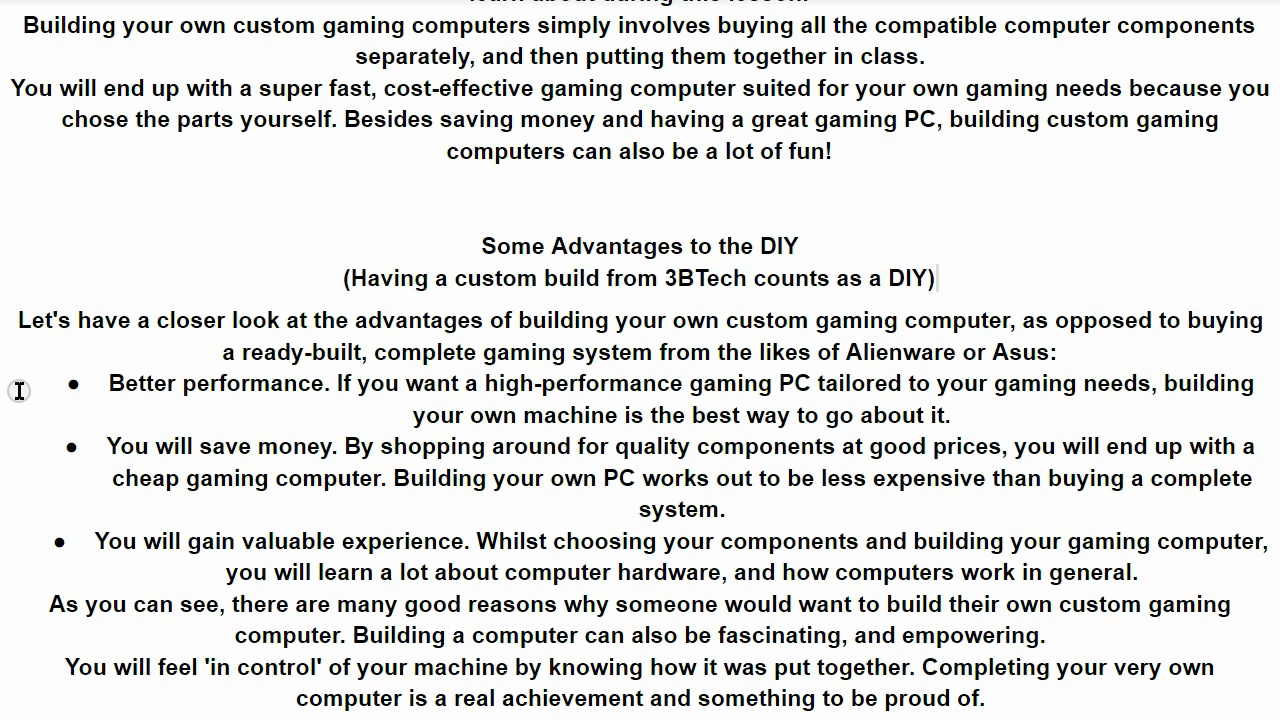 learn about during this lesson.
Building your own custom gaming computers simply involves buying all the compatible computer components
separately, and then putting them together in class.
You will end up with a super fast, cost-effective gaming computer suited for your own gaming needs because you
chose the parts yourself. Besides saving money and having a great gaming PC, building custom gaming
computers can also be a lot of fun!
Some Advantages to the DIY
(Having a custom build from 3BTech counts as a DIY)
Let's have a closer look at the advantages of building your own custom gaming computer, as opposed to buying
a ready-built, complete gaming system from the likes of Alienware or Asus:
● Better performance. If you want a high-performance gaming PC tailored to your gaming needs, building
your own machine is the best way to go about it.
● You will save money. By shopping around for quality components at good prices, you will end up with a
cheap gaming computer. Building your own PC works out to be less expensive than buying a complete
system.
● You will gain valuable experience. Whilst choosing your components and building your gaming computer,
you will learn a lot about computer hardware, and how computers work in general.
As you can see, there are many good reasons why someone would want to build their own custom gaming
computer. Building a computer can also be fascinating, and empowering.
You will feel 'in control' of your machine by knowing how it was put together. Completing your very own
computer is a real achievement and something to be proud of.